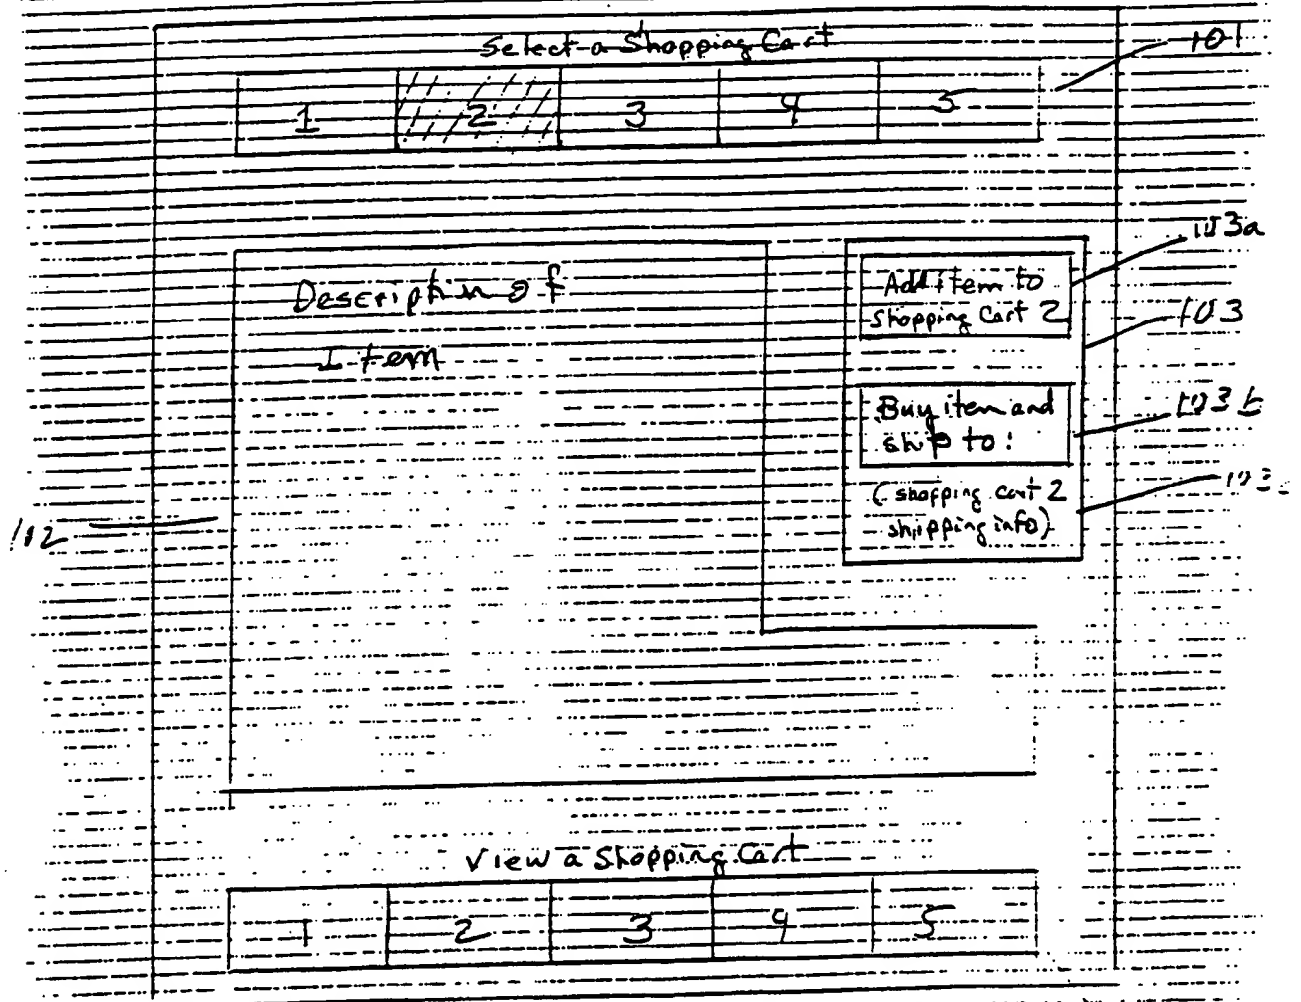 Select a Shopping Cart
101
1 2 3 4 5
103a
Description of
Item
Add item to
Shopping Cart 2
103
Buy item and
ship to:
103b
(shopping cart 2
shipping info)
102
View a Shopping Cart
1 2 3 4 5